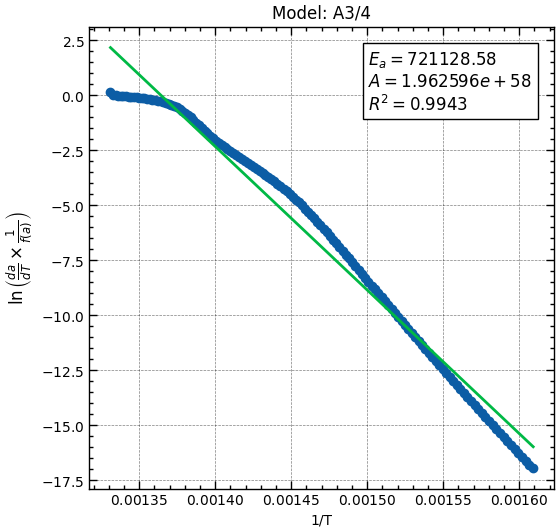 Model: A3/4
E_a = 721128.58
A = 1.962596e + 58
R² = 0.9943
2.5
0.0
−2.5
−5.0
−7.5
−10.0
−12.5
−15.0
−17.5
ln(da/dT × 1/f(a))
0.00135 0.00140 0.00145 0.00150 0.00155 0.00160
1/T